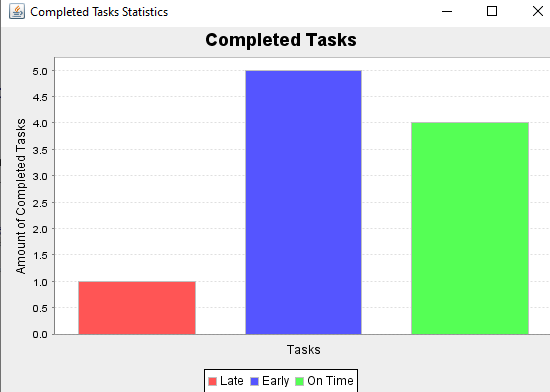 Completed Tasks Statistics
Completed Tasks
Amount of Completed Tasks
5.0
4.5
4.0
3.5
3.0
2.5
2.0
1.5
1.0
0.5
0.0
Tasks
Late Early On Time